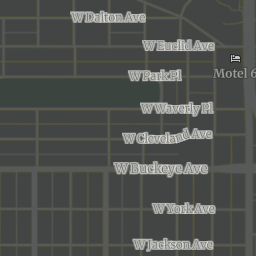 W Dalton Ave
W Euclid Ave
W Park Pl
Motel 6
W Waverly Pl
W Cleveland Ave
W Buckeye Ave
W York Ave
W Jackson Ave